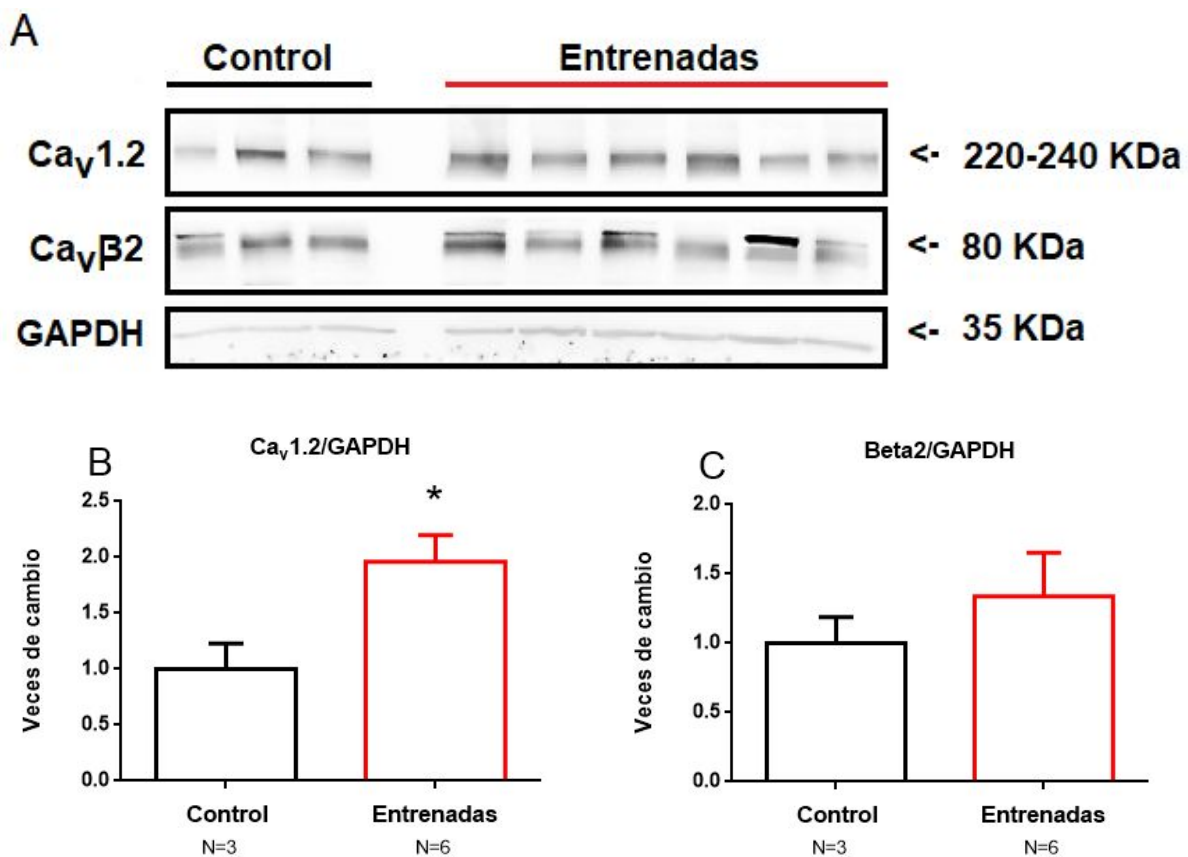 A
Control Entrenadas
CaV1.2 <- 220-240 KDa
CaVβ2 <- 80 KDa
GAPDH <- 35 KDa
B
Cav1.2/GAPDH
Veces de cambio
2.5
2.0
1.5
1.0
0.5
0.0
*
Control Entrenadas
N=3 N=6
C
Beta2/GAPDH
Veces de cambio
2.0
1.5
1.0
0.5
0.0
Control Entrenadas
N=3 N=6